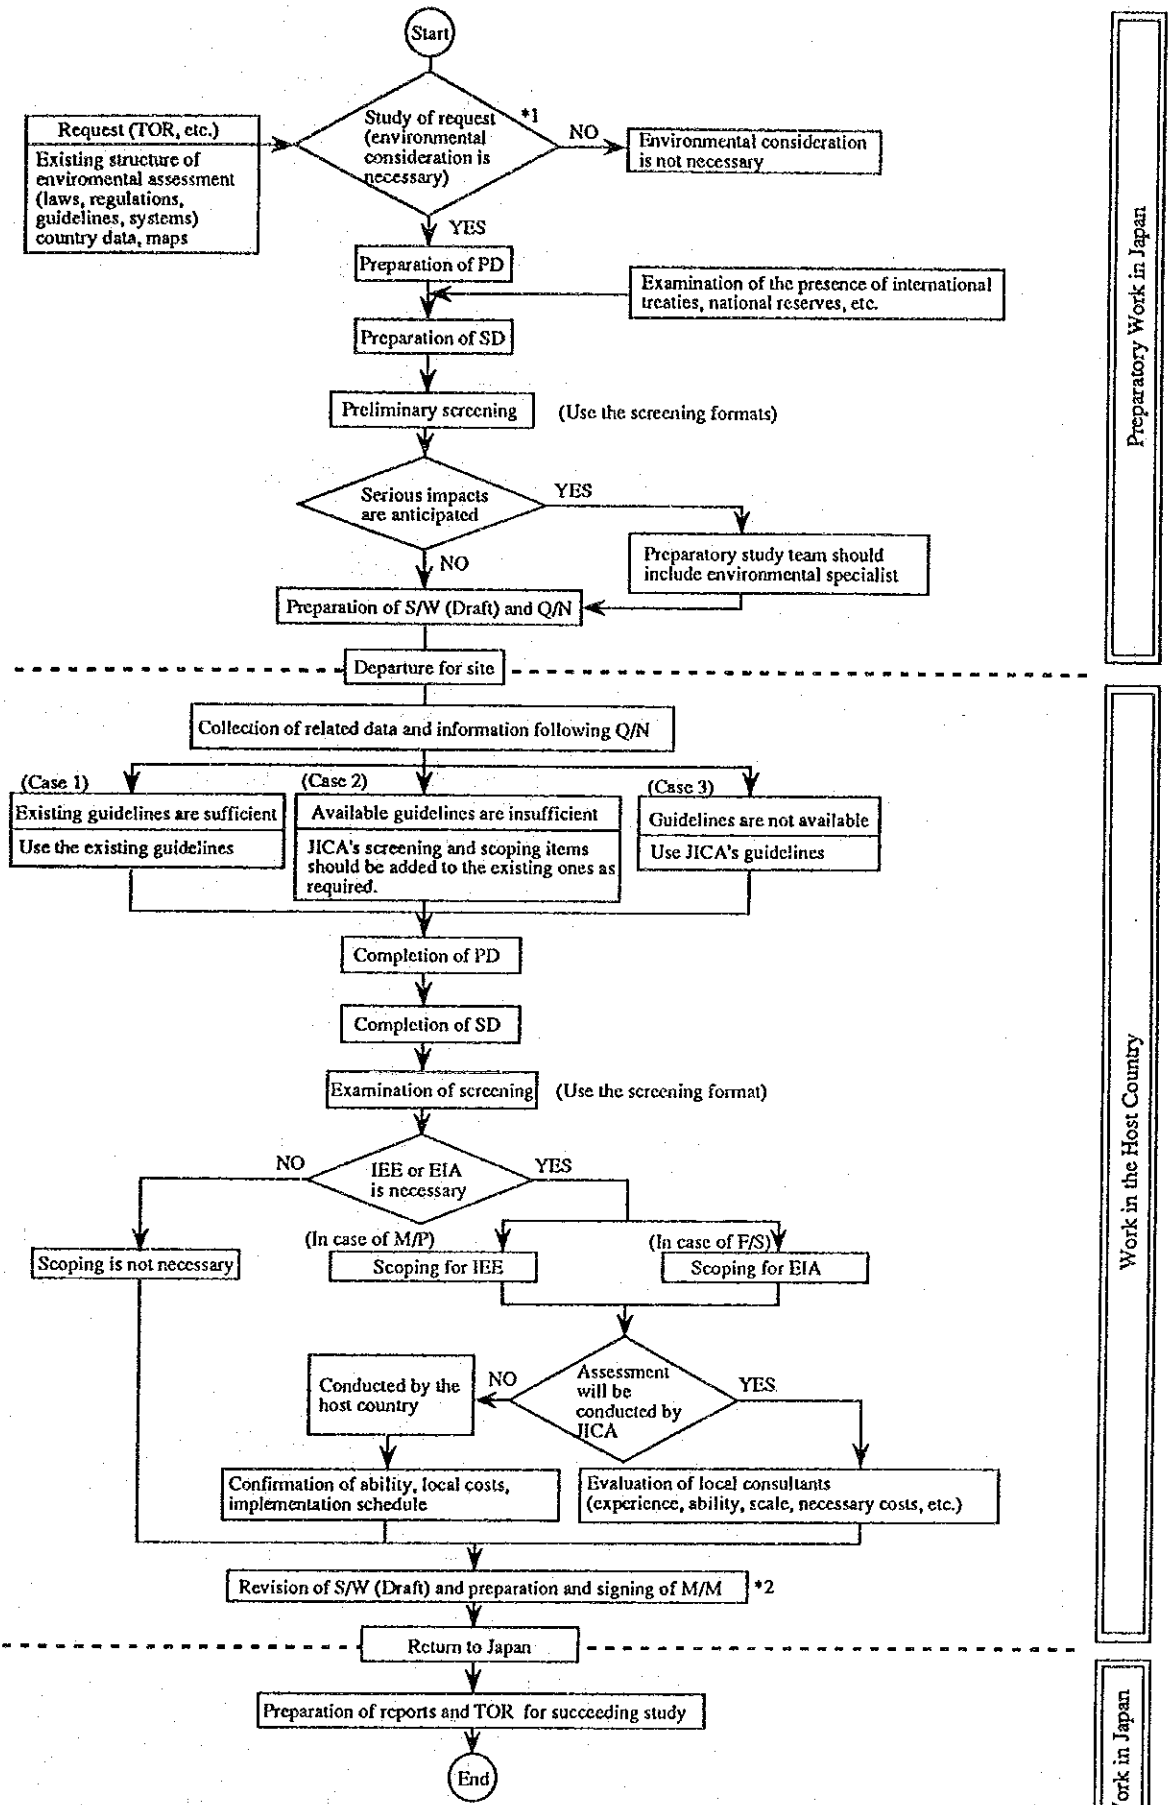 Start
Study of request
(environmental
consideration is
necessary)
*1
NO
Environmental consideration
is not necessary
Request (TOR, etc.)
Existing structure of
enviromental assessment
(laws, regulations,
guidelines, systems)
country data, maps
YES
Preparation of PD
Examination of the presence of international
treaties, national reserves, etc.
Preparation of SD
Preliminary screening
(Use the screening formats)
Serious impacts
are anticipated
YES
Preparatory study team should
include environmental specialist
NO
Preparation of S/W (Draft) and Q/N
Preparatory Work in Japan
Departure for site
Collection of related data and information following Q/N
(Case 1)
Existing guidelines are sufficient
Use the existing guidelines
(Case 2)
Available guidelines are insufficient
JICA's screening and scoping items
should be added to the existing ones as
required.
(Case 3)
Guidelines are not available
Use JICA's guidelines
Completion of PD
Completion of SD
Examination of screening
(Use the screening format)
IEE or EIA
is necessary
NO
YES
Scoping is not necessary
(In case of M/P)
Scoping for IEE
(In case of F/S)
Scoping for EIA
Assessment
will be
conducted by
JICA
NO
YES
Conducted by the
host country
Confirmation of ability, local costs,
implementation schedule
Evaluation of local consultants
(experience, ability, scale, necessary costs, etc.)
Revision of S/W (Draft) and preparation and signing of M/M
*2
Work in the Host Country
Return to Japan
Preparation of reports and TOR for succeeding study
End
in Japan